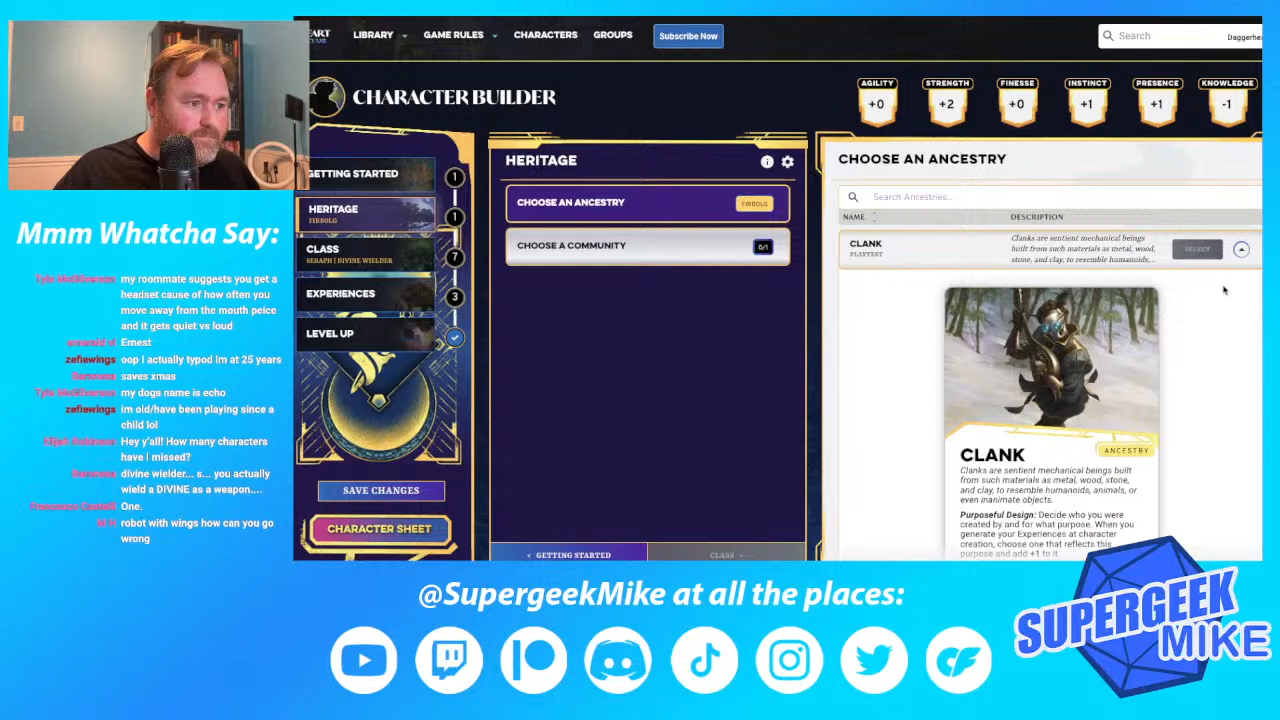 LIBRARY
GAME RULES
CHARACTERS
GROUPS
Subscribe Now
Search
CHARACTER BUILDER
AGILITY
+0
STRENGTH
+2
FINESSE
+0
INSTINCT
+1
PRESENCE
+1
KNOWLEDGE
-1
GETTING STARTED
1
HERITAGE
FIRBOLG
1
CLASS
SERAPH | DIVINE WIELDER
7
EXPERIENCES
3
LEVEL UP
SAVE CHANGES
CHARACTER SHEET
HERITAGE
CHOOSE AN ANCESTRY
FIRBOLG
CHOOSE A COMMUNITY
0/1
< GETTING STARTED
CLASS >
CHOOSE AN ANCESTRY
Search Ancestries...
NAME
DESCRIPTION
CLANK
PLAYTEST
Clanks are sentient mechanical beings
built from such materials as metal, wood,
stone, and clay, to resemble humanoids,...
SELECT
CLANK
ANCESTRY
Clanks are sentient mechanical beings built
from such materials as metal, wood, stone,
and clay, to resemble humanoids, animals, or
even inanimate objects.
Purposeful Design: Decide who you were
created by and for what purpose. When you
generate your Experiences at character
creation, choose one that reflects this
purpose and add +1 to it.
Mmm Whatcha Say:
my roommate suggests you get a
headset cause of how often you
move away from the mouth peice
and it gets quiet vs loud
Ernest
zefiewings oop I actually typod im at 25 years
saves xmas
my dogs name is echo
zefiewings im old/have been playing since a
child lol
Hey y'all! How many characters
have I missed?
divine wielder... s... you actually
wield a DIVINE as a weapon....
One.
robot with wings how can you go
wrong
@SupergeekMike at all the places:
SUPERGEEK
MIKE